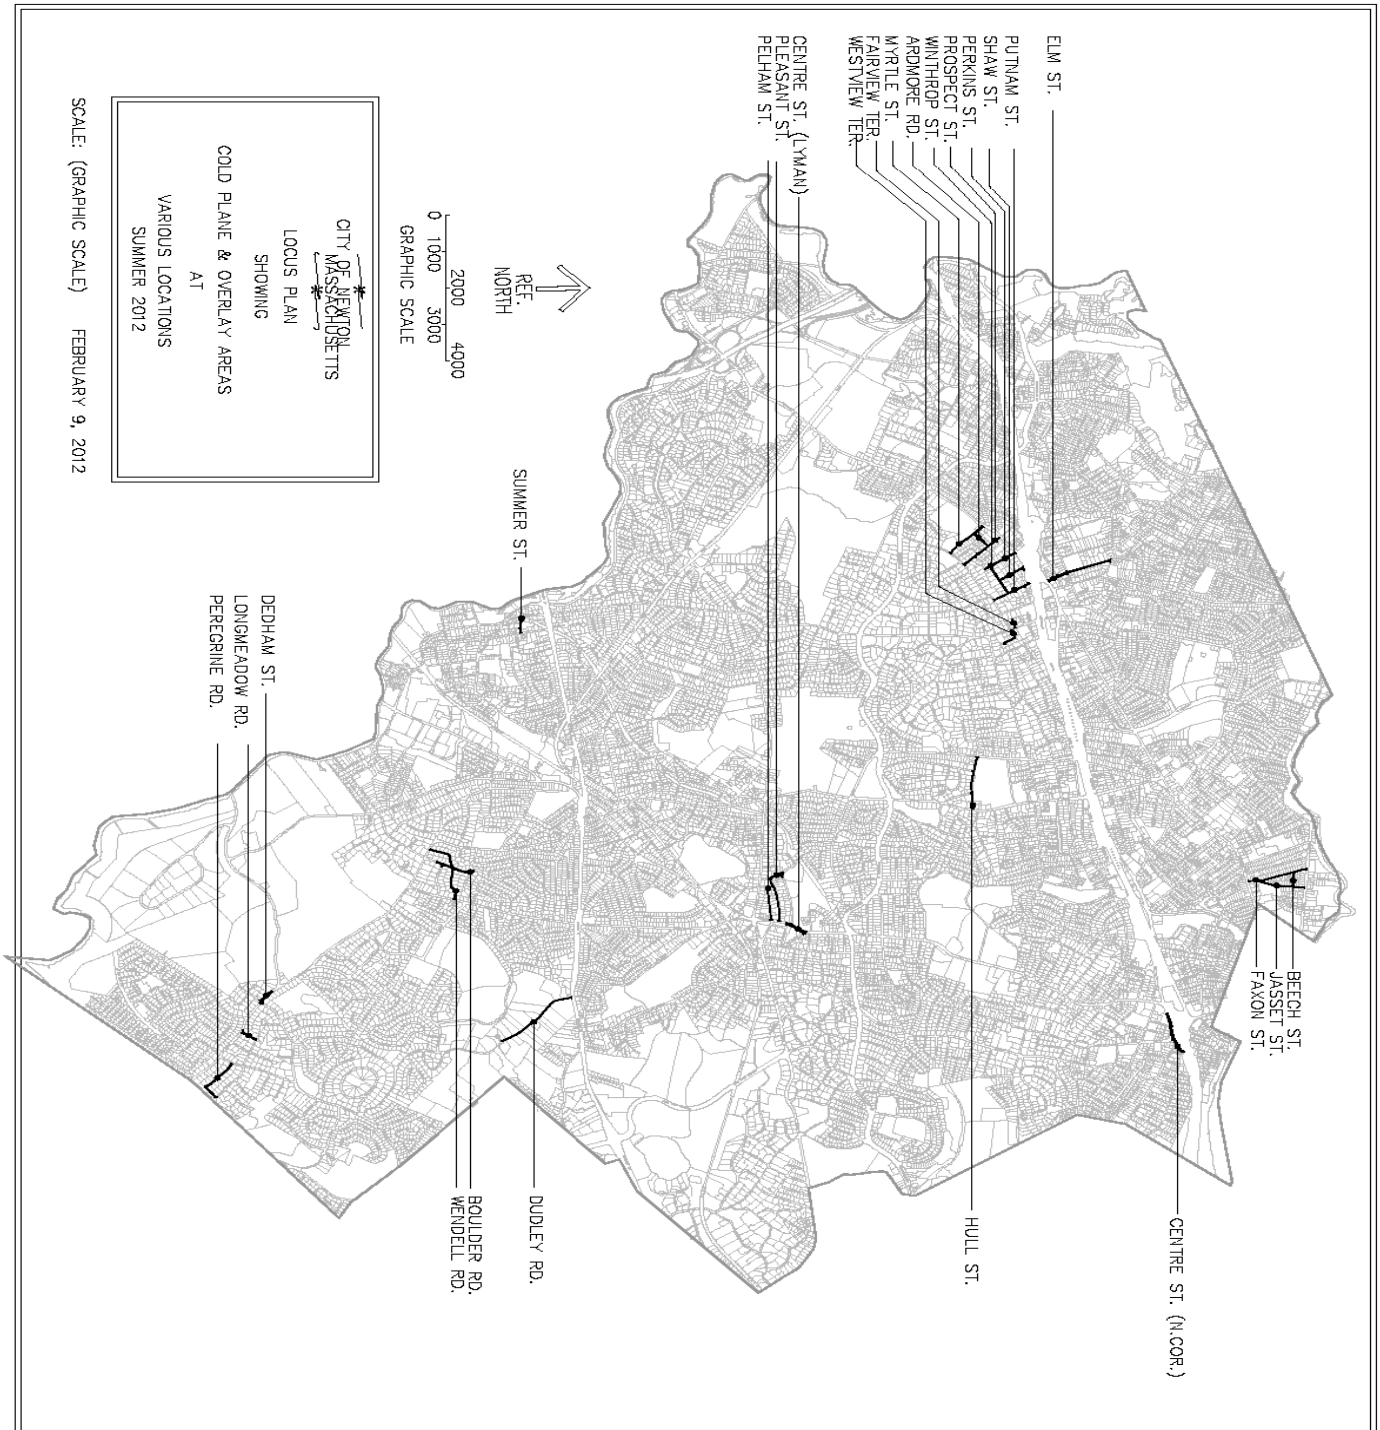 ELM ST.
PUTNAM ST.
SHAW ST.
PERKINS ST.
PROSPECT ST.
WINTHROP ST.
ARDMORE RD.
MYRTLE ST.
FAIRVIEW TER.
WESTVIEW TER.
CENTRE ST. (LYMAN)
PLEASANT ST.
PELHAM ST.
BEECH ST.
JASSET ST.
FAXON ST.
CENTRE ST. (N.COR.)
HULL ST.
DUDLEY RD.
BOULDER RD.
WENDELL RD.
SUMMER ST.
DEDHAM ST.
LONGMEADOW RD.
PEREGRINE RD.
REF.
NORTH
0 1000 2000 3000 4000
GRAPHIC SCALE
CITY OF NEWTON
MASSACHUSETTS
LOCUS PLAN
SHOWING
COLD PLANE & OVERLAY AREAS
AT
VARIOUS LOCATIONS
SUMMER 2012
SCALE: (GRAPHIC SCALE) FEBRUARY 9, 2012